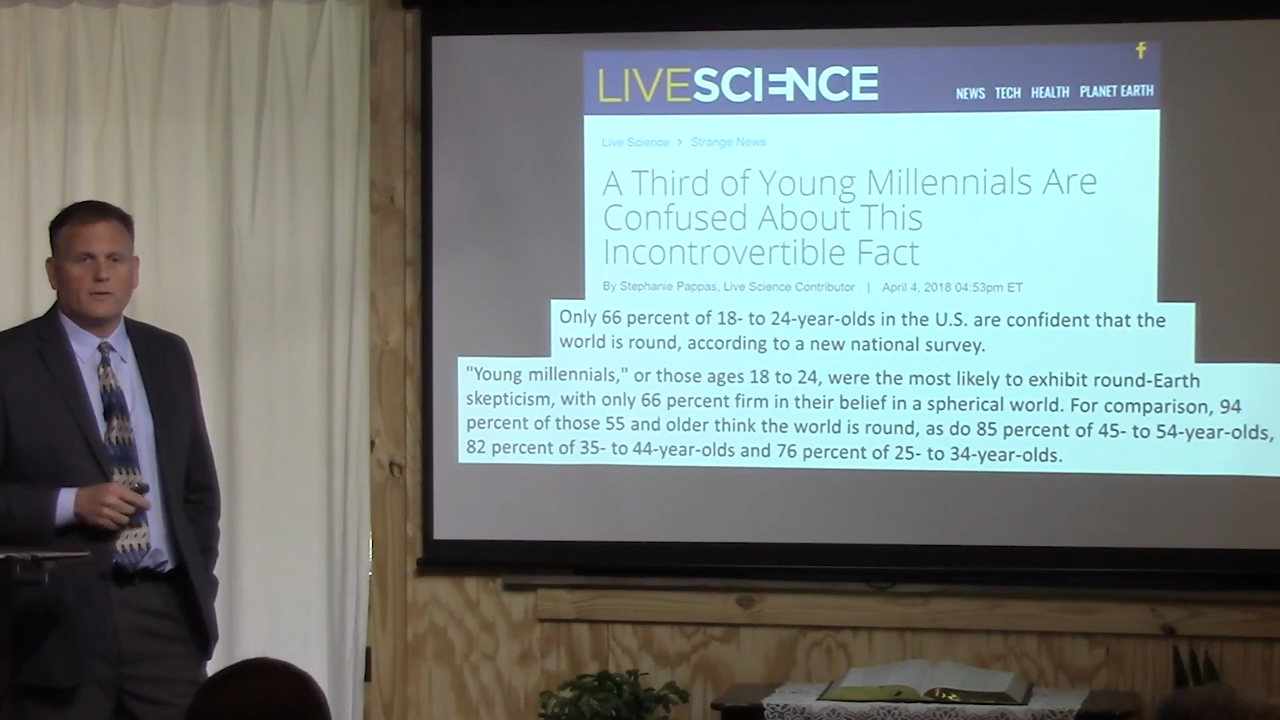 f
LIVESCIENCE
NEWS TECH HEALTH PLANET EARTH
Live Science > Strange News
A Third of Young Millennials Are
Confused About This
Incontrovertible Fact
By Stephanie Pappas, Live Science Contributor | April 4, 2018 04:53pm ET
Only 66 percent of 18- to 24-year-olds in the U.S. are confident that the
world is round, according to a new national survey.
"Young millennials," or those ages 18 to 24, were the most likely to exhibit round-Earth
skepticism, with only 66 percent firm in their belief in a spherical world. For comparison, 94
percent of those 55 and older think the world is round, as do 85 percent of 45- to 54-year-olds,
82 percent of 35- to 44-year-olds and 76 percent of 25- to 34-year-olds.